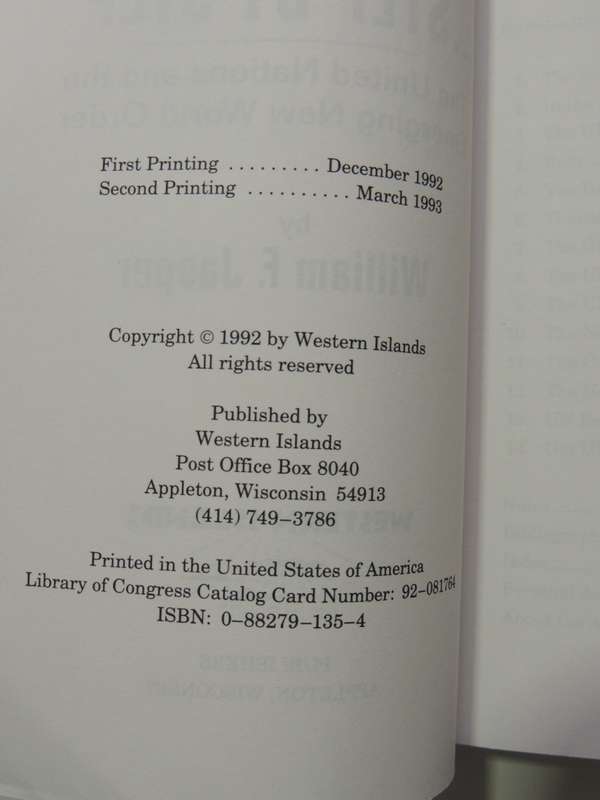 First Printing ......... December 1992
Second Printing .......... March 1993
Copyright © 1992 by Western Islands
All rights reserved
Published by
Western Islands
Post Office Box 8040
Appleton, Wisconsin 54913
(414) 749–3786
Printed in the United States of America
Library of Congress Catalog Card Number: 92–081764
ISBN: 0–88279–135–4